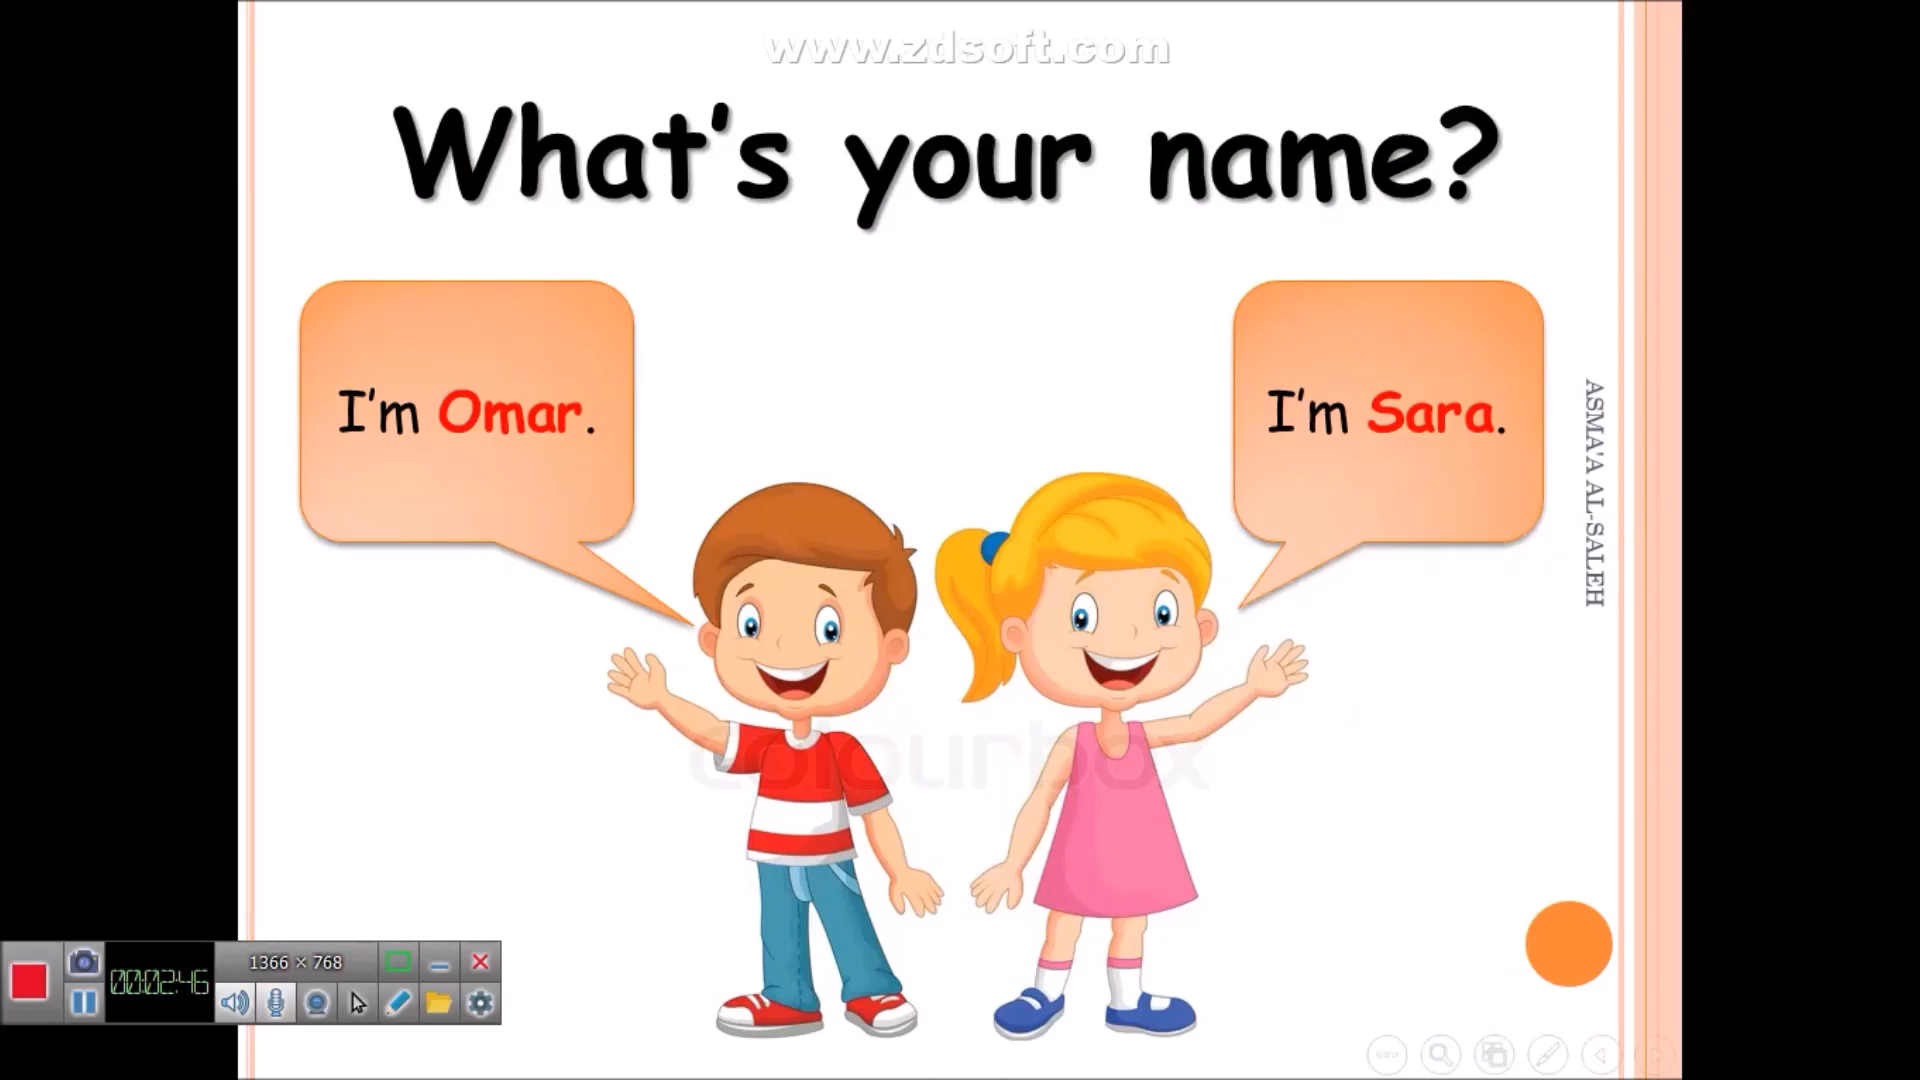 www.zdsoft.com
What's your name?
I'm Omar.
I'm Sara.
ASMA'A AL-SALEH
colourbox
1366 × 768
00:02:46